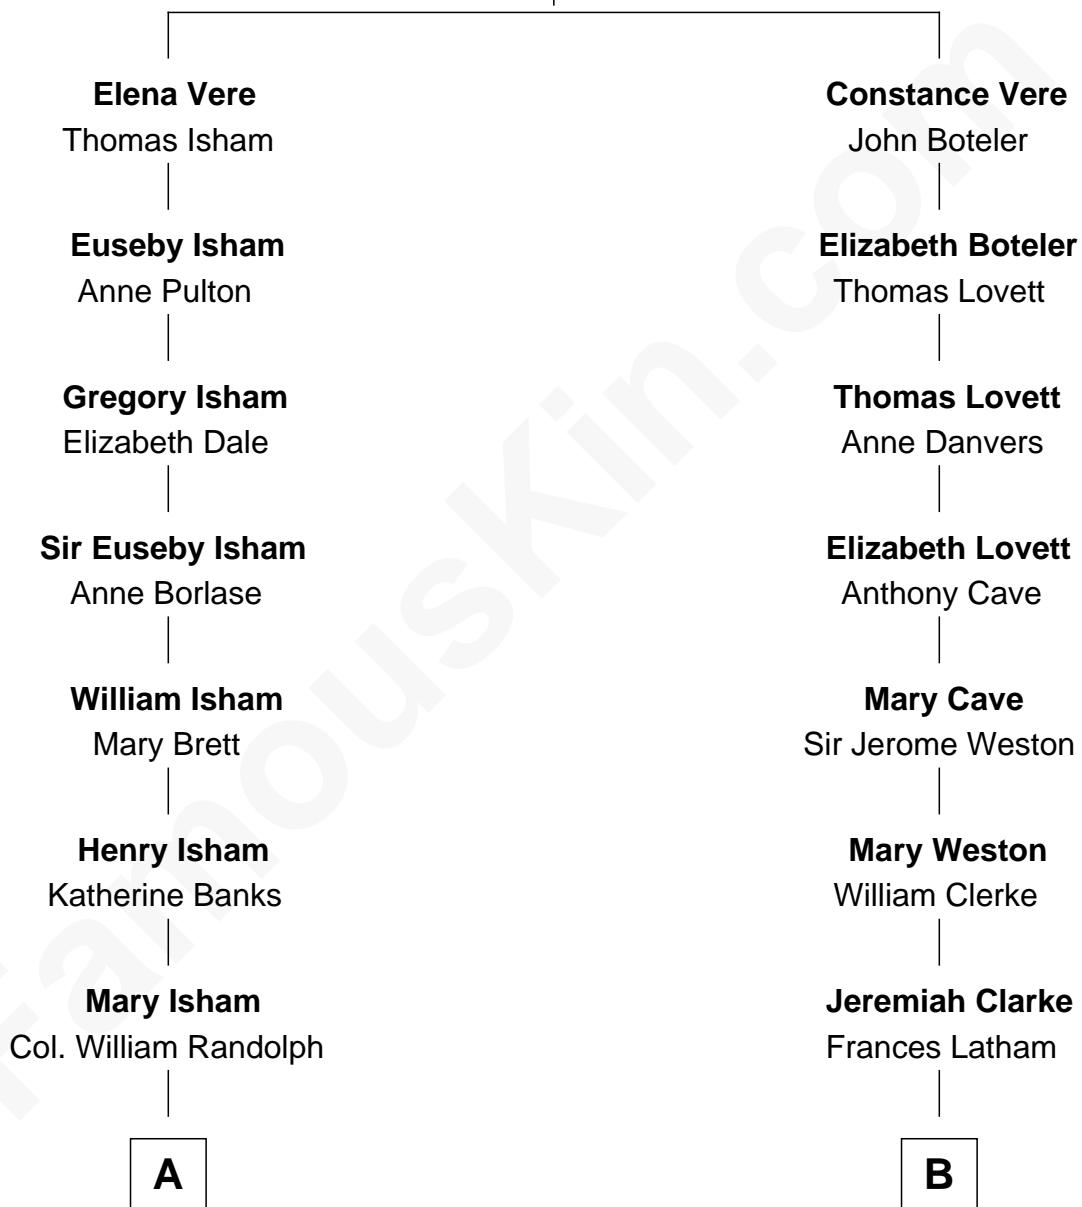 Elena Vere
Thomas Isham
Constance Vere
John Boteler
Euseby Isham
Anne Pulton
Elizabeth Boteler
Thomas Lovett
Gregory Isham
Elizabeth Dale
Thomas Lovett
Anne Danvers
Sir Euseby Isham
Anne Borlase
Elizabeth Lovett
Anthony Cave
William Isham
Mary Brett
Mary Cave
Sir Jerome Weston
Henry Isham
Katherine Banks
Mary Weston
William Clerke
Mary Isham
Col. William Randolph
Jeremiah Clarke
Frances Latham
A
B
FamousKin.com